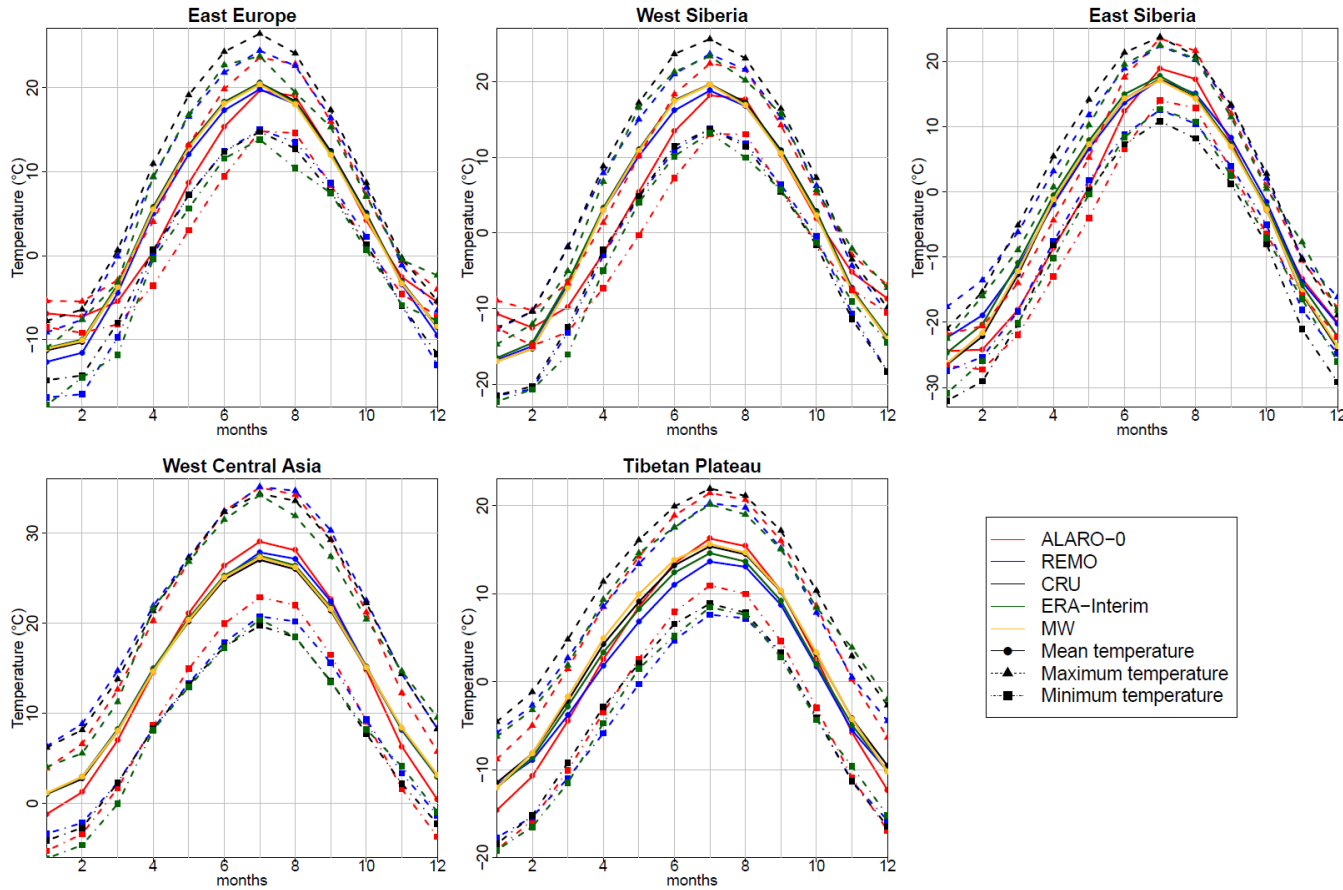 East Europe
West Siberia
East Siberia
Temperature (°C)
20
10
0
−10
2
4
6
8
10
12
months
Temperature (°C)
20
10
0
−10
−20
2
4
6
8
10
12
months
Temperature (°C)
20
10
0
−10
−20
−30
2
4
6
8
10
12
months
West Central Asia
Tibetan Plateau
Temperature (°C)
30
20
10
0
2
4
6
8
10
12
months
Temperature (°C)
20
10
0
−10
−20
2
4
6
8
10
12
months
ALARO−0
REMO
CRU
ERA−Interim
MW
Mean temperature
Maximum temperature
Minimum temperature